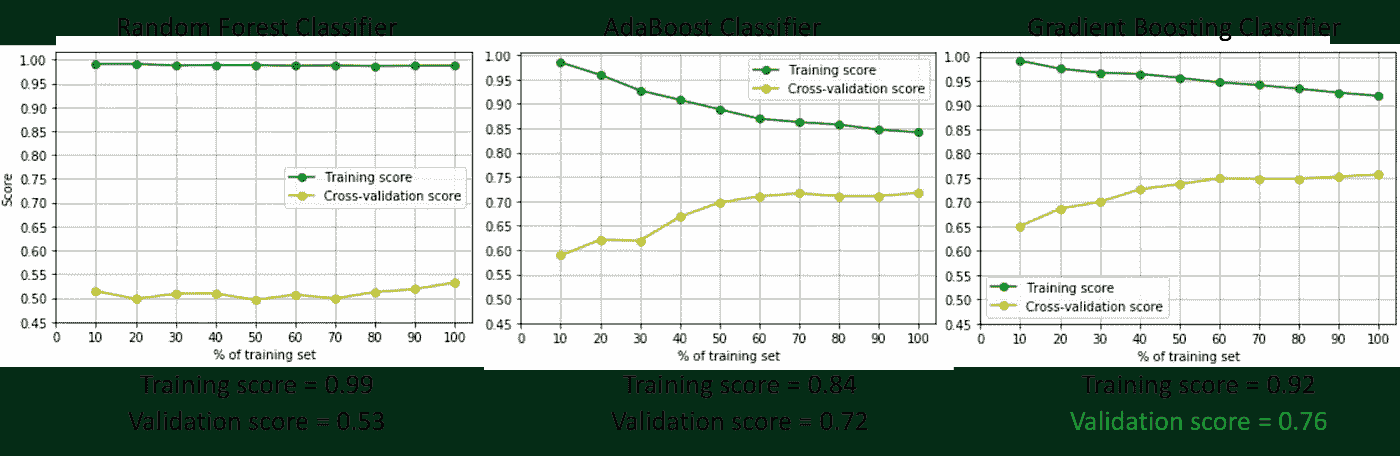 Random Forest Classifier
AdaBoost Classifier
Gradient Boosting Classifier
1.00
0.95
0.90
0.85
0.80
0.75
0.70
0.65
0.60
0.55
0.50
0.45
Score
Training score
Cross-validation score
0 10 20 30 40 50 60 70 80 90 100
% of training set
1.00
0.95
0.90
0.85
0.80
0.75
0.70
0.65
0.60
0.55
0.50
0.45
Training score
Cross-validation score
0 10 20 30 40 50 60 70 80 90 100
% of training set
1.00
0.95
0.90
0.85
0.80
0.75
0.70
0.65
0.60
0.55
0.50
0.45
Training score
Cross-validation score
0 10 20 30 40 50 60 70 80 90 100
% of training set
Training score = 0.99
Validation score = 0.53
Training score = 0.84
Validation score = 0.72
Training score = 0.92
Validation score = 0.76